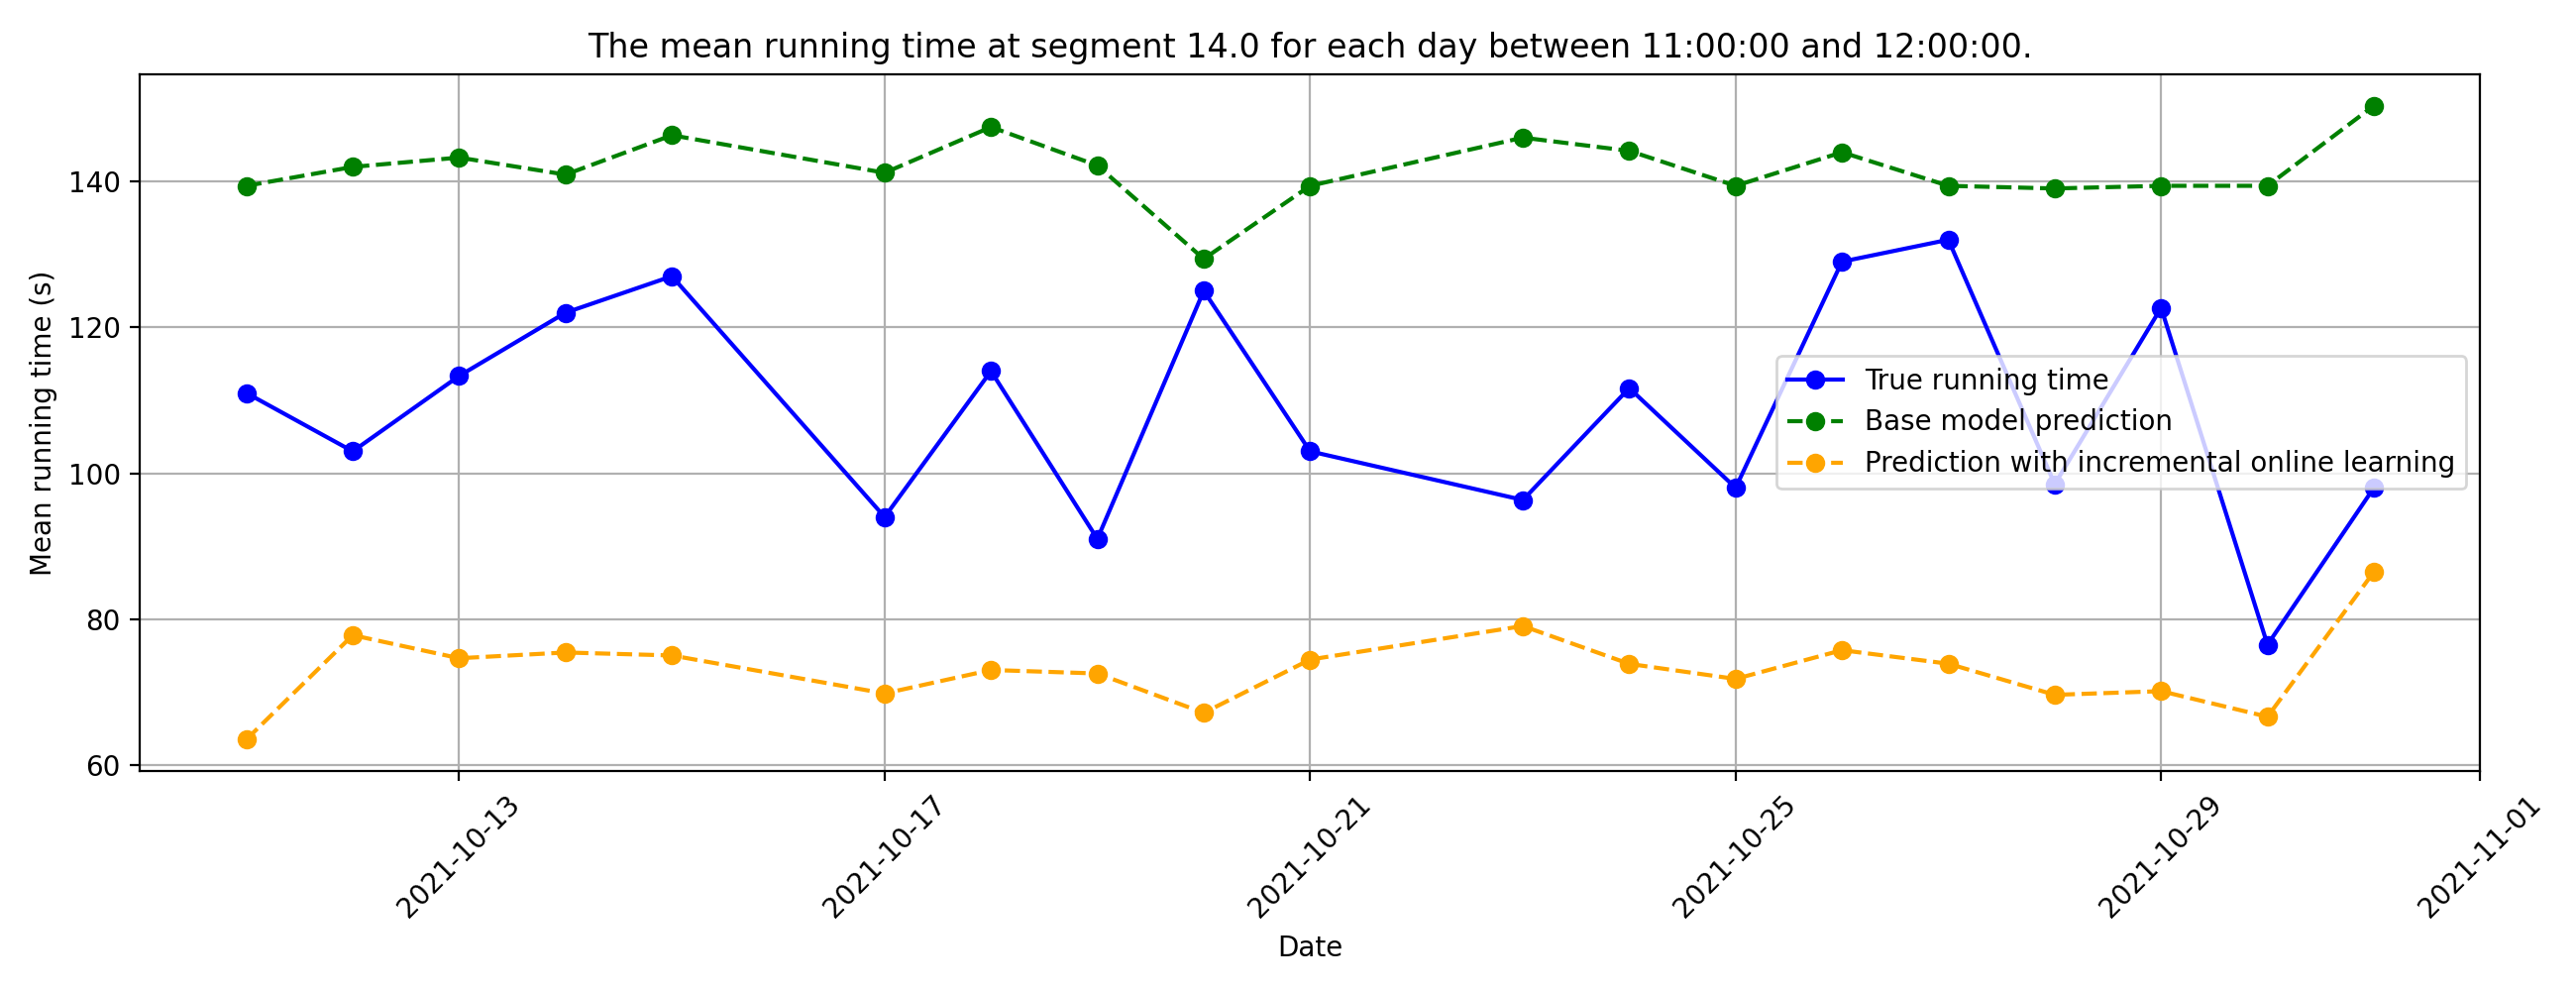 The mean running time at segment 14.0 for each day between 11:00:00 and 12:00:00.
Mean running time (s)
140
120
100
80
60
True running time
Base model prediction
Prediction with incremental online learning
2021-10-13
2021-10-17
2021-10-21
2021-10-25
2021-10-29
2021-11-01
Date